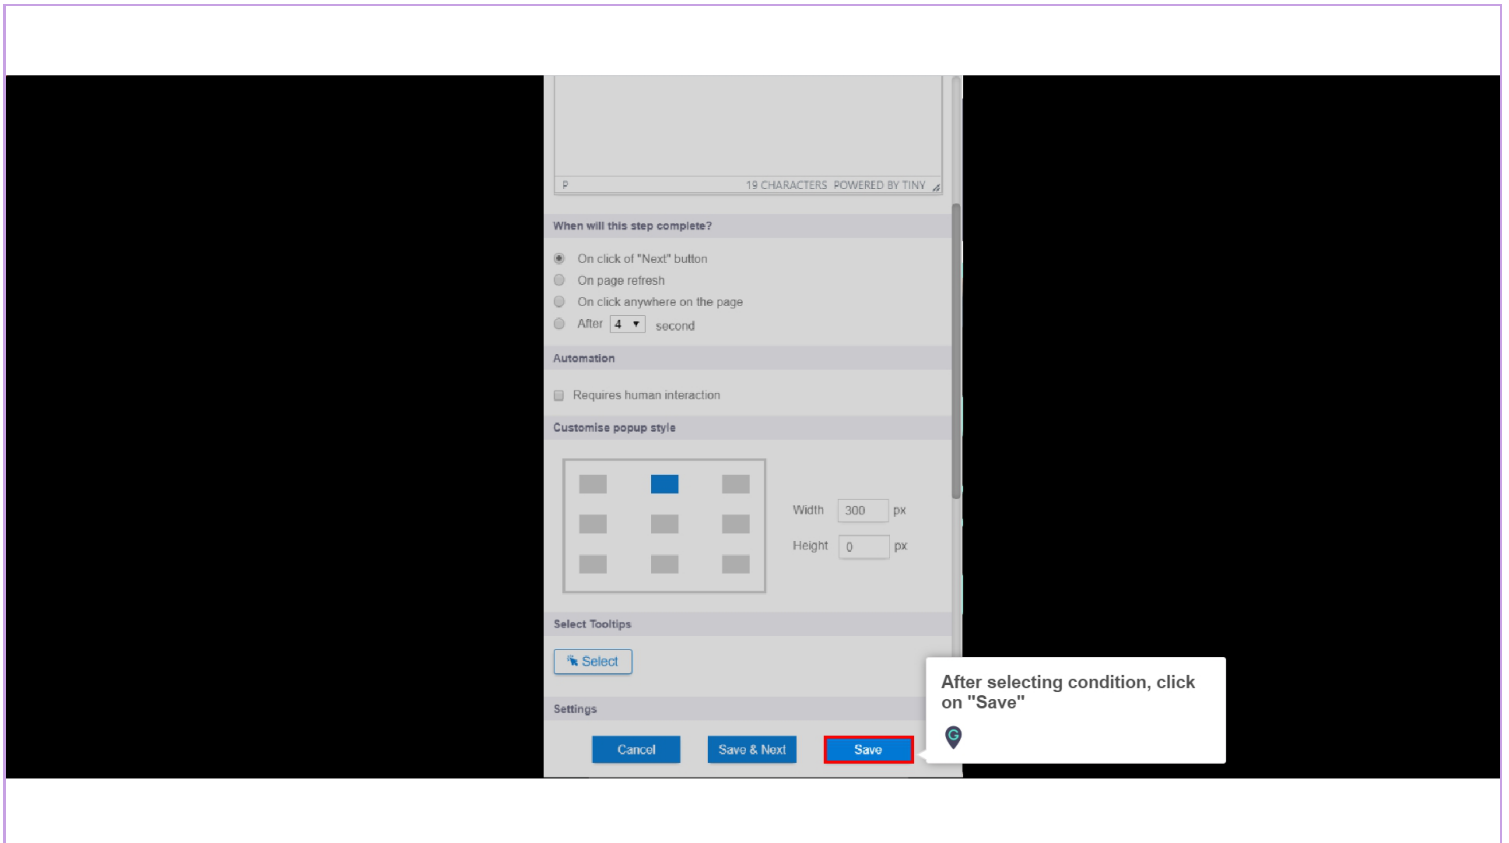 P
19 CHARACTERS POWERED BY TINY
When will this step complete?
On click of "Next" button
On page refresh
On click anywhere on the page
After 4 second
Automation
Requires human interaction
Customise popup style
Width 300 px
Height 0 px
Select Tooltips
Select
Settings
Cancel
Save & Next
Save
After selecting condition, click
on "Save"
G